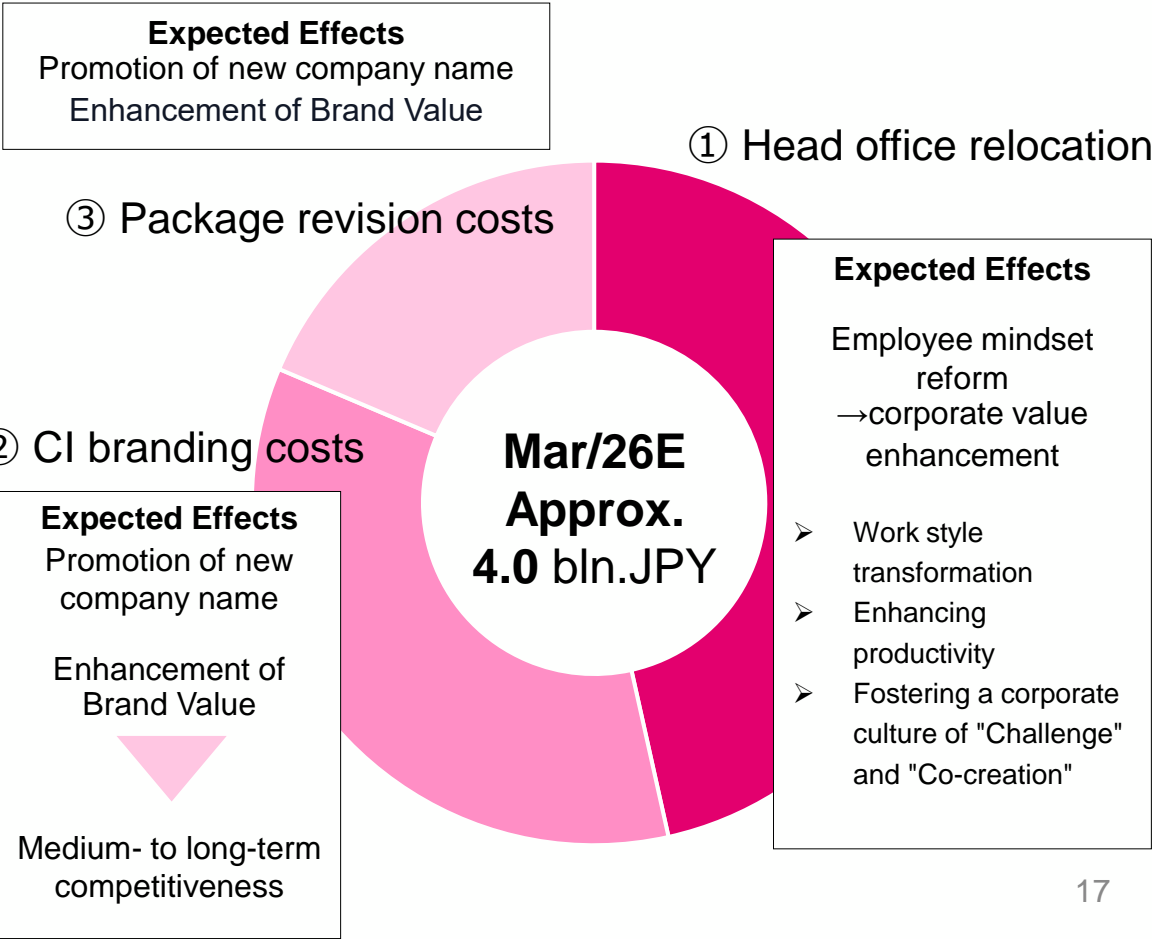 Expected Effects
Promotion of new company name
Enhancement of Brand Value
① Head office relocation
③ Package revision costs
Expected Effects
Employee mindset
reform
→corporate value
enhancement
➢ Work style
transformation
➢ Enhancing
productivity
➢ Fostering a corporate
culture of "Challenge"
and "Co-creation"
② CI branding costs
Expected Effects
Promotion of new
company name
Enhancement of
Brand Value
Medium- to long-term
competitiveness
Mar/26E
Approx.
4.0 bln.JPY
17